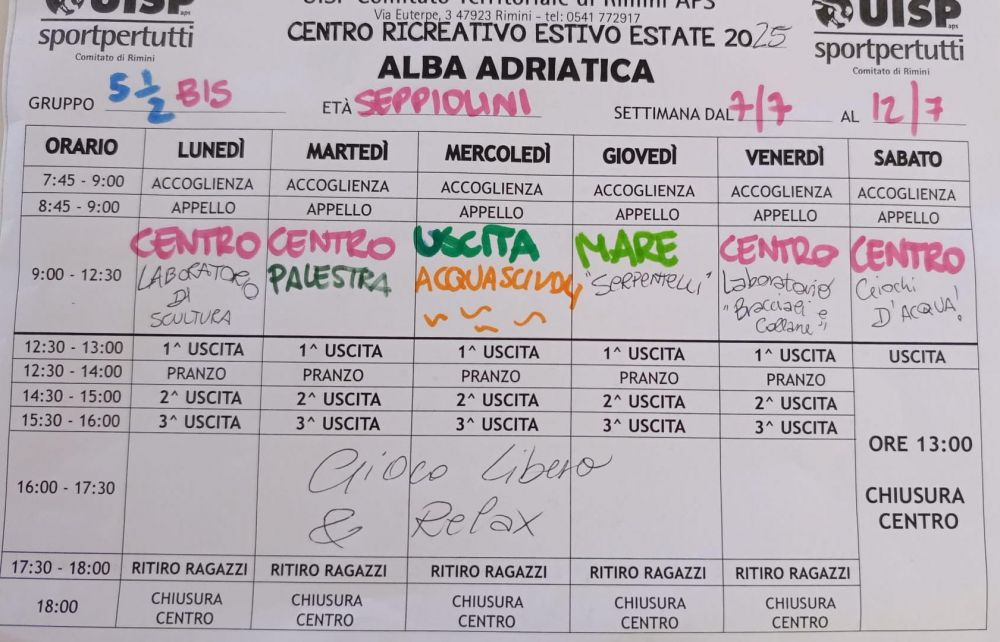 UISP aps
sportpertutti
Comitato di Rimini
UISP Comitato Territoriale di Rimini APS
Via Euterpe, 3 47923 Rimini - tel: 0541 772917
CENTRO RICREATIVO ESTIVO ESTATE 2025
ALBA ADRIATICA
UISP aps
sportpertutti
Comitato di Rimini
GRUPPO 5 1/2 BIS ETÀ SEPPIOLINI SETTIMANA DAL 7/7 AL 12/7
ORARIO LUNEDÌ MARTEDÌ MERCOLEDÌ GIOVEDÌ VENERDÌ SABATO
7:45 - 9:00 ACCOGLIENZA ACCOGLIENZA ACCOGLIENZA ACCOGLIENZA ACCOGLIENZA ACCOGLIENZA
8:45 - 9:00 APPELLO APPELLO APPELLO APPELLO APPELLO APPELLO
9:00 - 12:30
CENTRO LABORATORIO DI SCULTURA
CENTRO PALESTRA
USCITA ACQUASCIVOLI
MARE "SERPENTELLI"
CENTRO Laboratorio "Bracciali e Collane"
CENTRO Giochi D'ACQUA!
12:30 - 13:00 1^ USCITA 1^ USCITA 1^ USCITA 1^ USCITA 1^ USCITA USCITA
12:30 - 14:00 PRANZO PRANZO PRANZO PRANZO PRANZO
14:30 - 15:00 2^ USCITA 2^ USCITA 2^ USCITA 2^ USCITA 2^ USCITA
15:30 - 16:00 3^ USCITA 3^ USCITA 3^ USCITA 3^ USCITA 3^ USCITA
ORE 13:00
CHIUSURA
CENTRO
16:00 - 17:30 Gioco Libero
& Relax
17:30 - 18:00 RITIRO RAGAZZI RITIRO RAGAZZI RITIRO RAGAZZI RITIRO RAGAZZI RITIRO RAGAZZI
18:00 CHIUSURA CENTRO CHIUSURA CENTRO CHIUSURA CENTRO CHIUSURA CENTRO CHIUSURA CENTRO